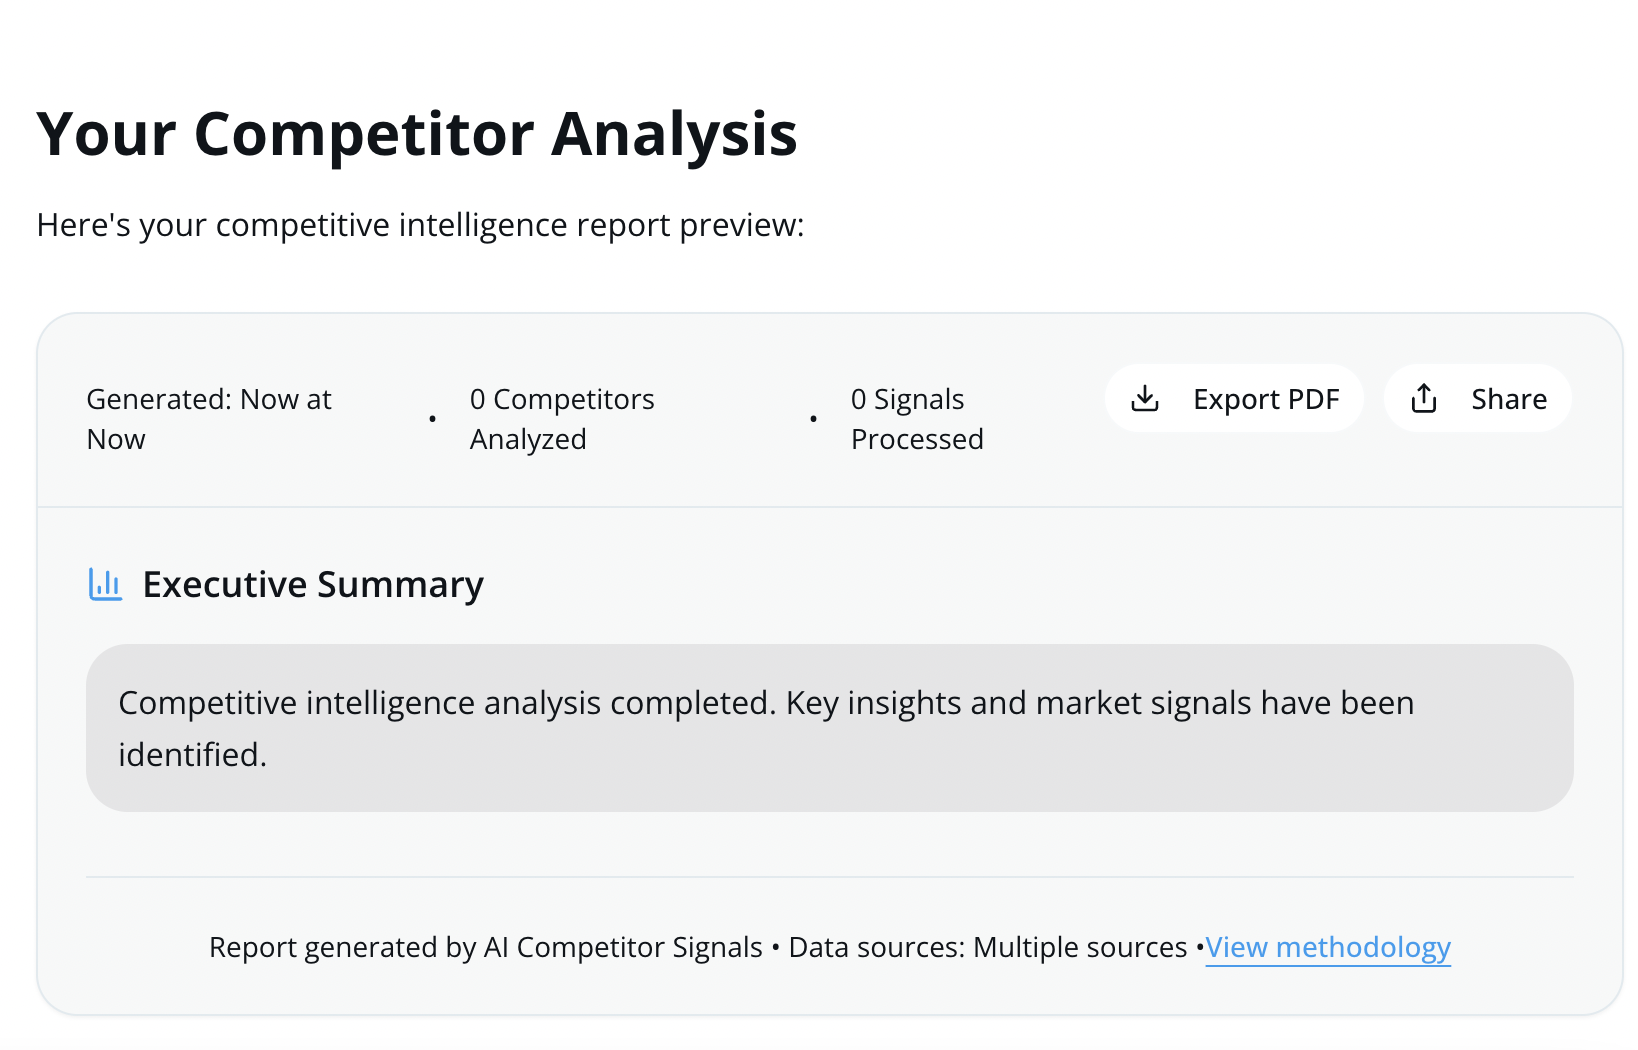 Your Competitor Analysis
Here's your competitive intelligence report preview:
Generated: Now at
Now
•
0 Competitors
Analyzed
•
0 Signals
Processed
Export PDF
Share
Executive Summary
Competitive intelligence analysis completed. Key insights and market signals have been
identified.
Report generated by AI Competitor Signals • Data sources: Multiple sources •View methodology